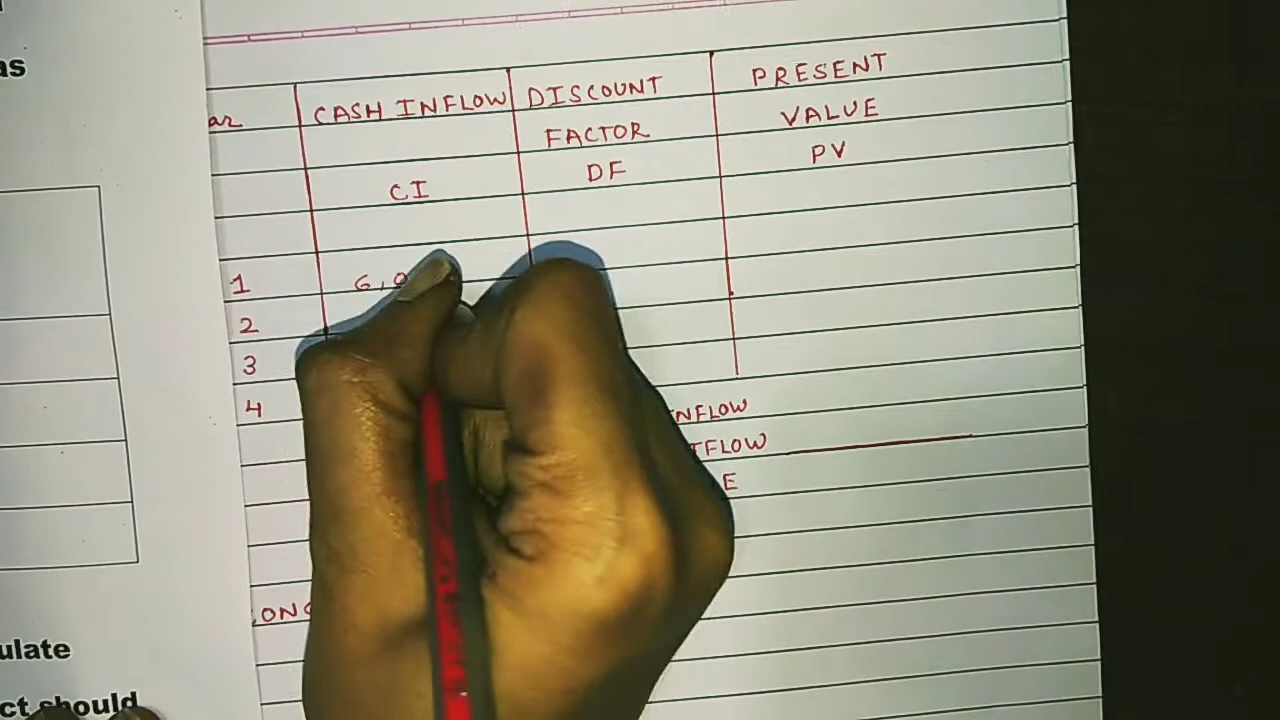 as
CASH INFLOW DISCOUNT PRESENT
FACTOR VALUE
CI DF PV
1 6,0
2
3
4
NFLOW
TFLOW
E
ulate
ct should